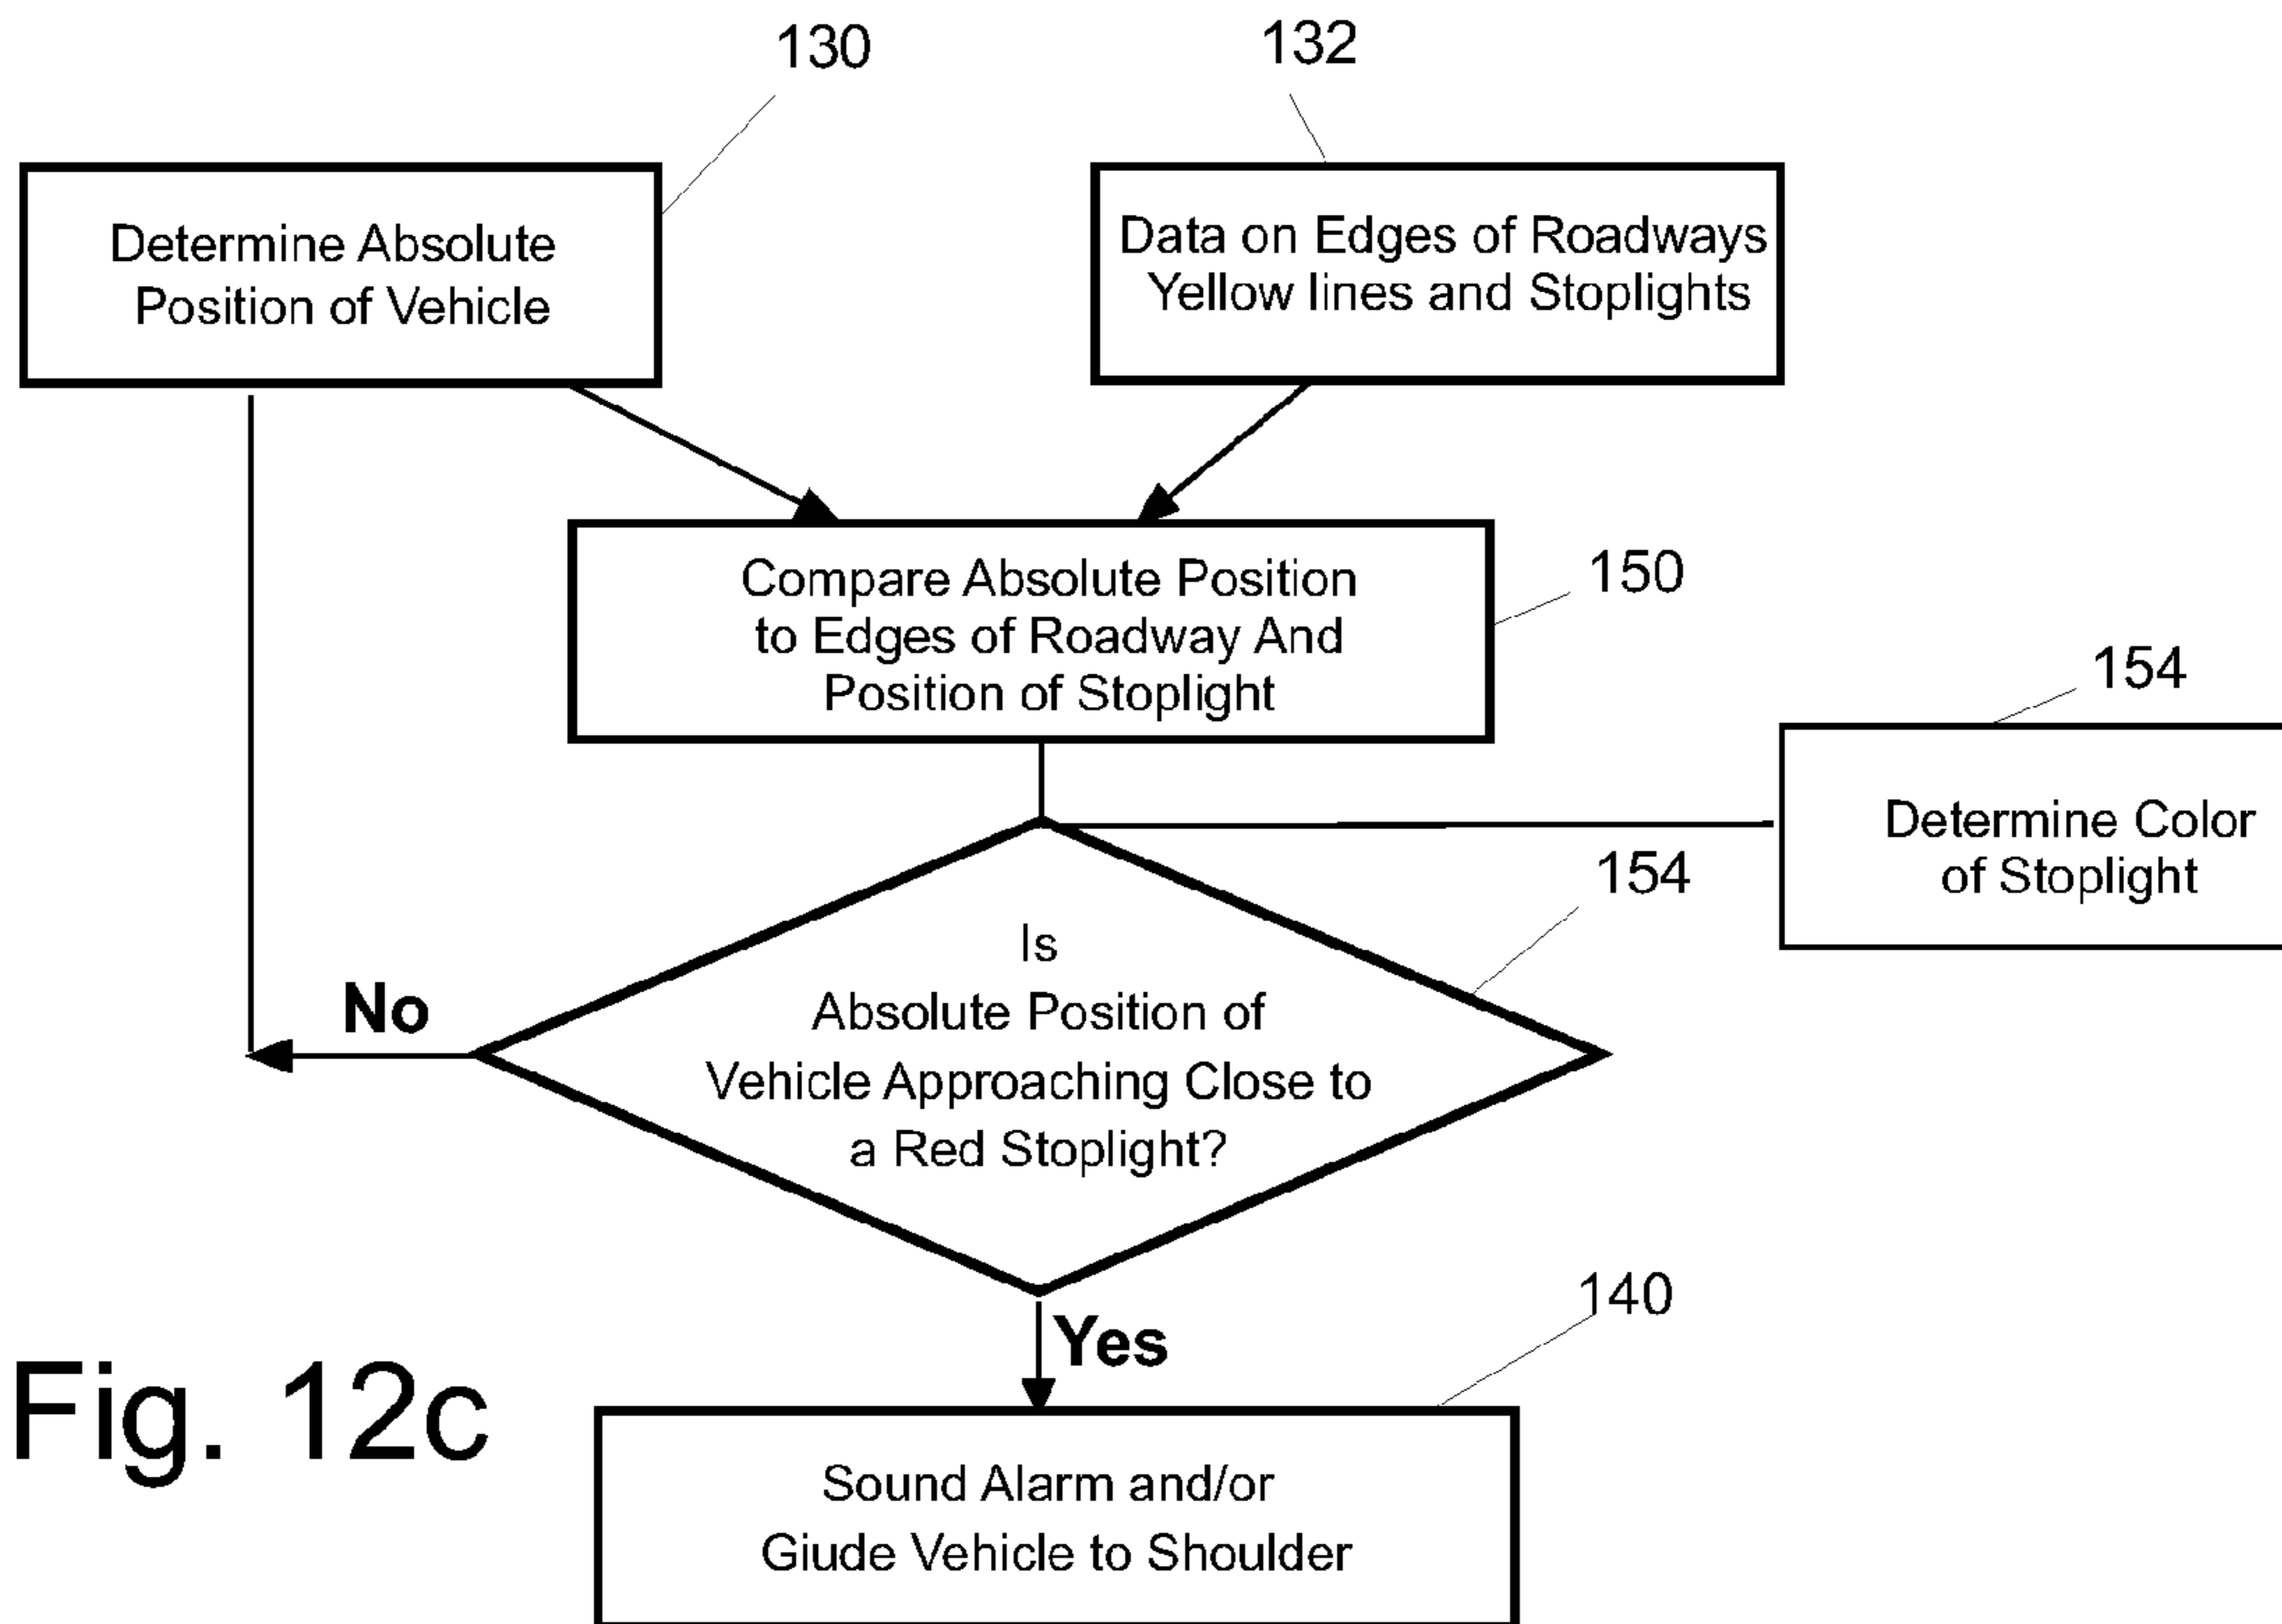 130
132
Determine Absolute
Position of Vehicle
Data on Edges of Roadways
Yellow lines and Stoplights
Compare Absolute Position
to Edges of Roadway And
Position of Stoplight
150
154
Determine Color
of Stoplight
154
Is
Absolute Position of
Vehicle Approaching Close to
a Red Stoplight?
No
Yes
140
Sound Alarm and/or
Giude Vehicle to Shoulder
Fig. 12c